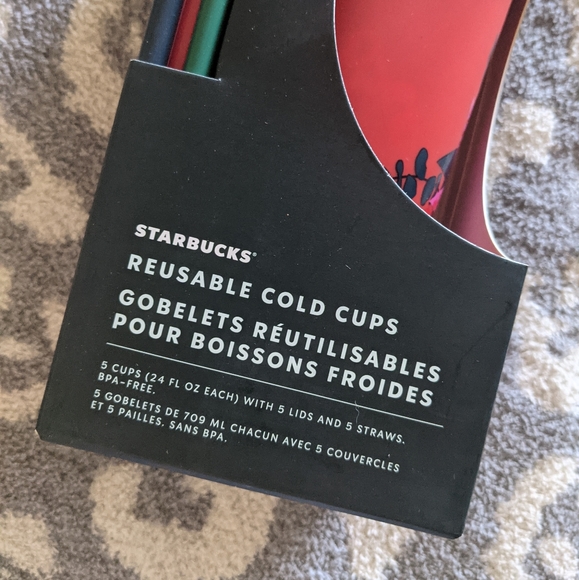 STARBUCKS®
REUSABLE COLD CUPS
GOBELETS RÉUTILISABLES
POUR BOISSONS FROIDES
5 CUPS (24 FL OZ EACH) WITH 5 LIDS AND 5 STRAWS.
BPA-FREE.
5 GOBELETS DE 709 ML CHACUN AVEC 5 COUVERCLES
ET 5 PAILLES. SANS BPA.